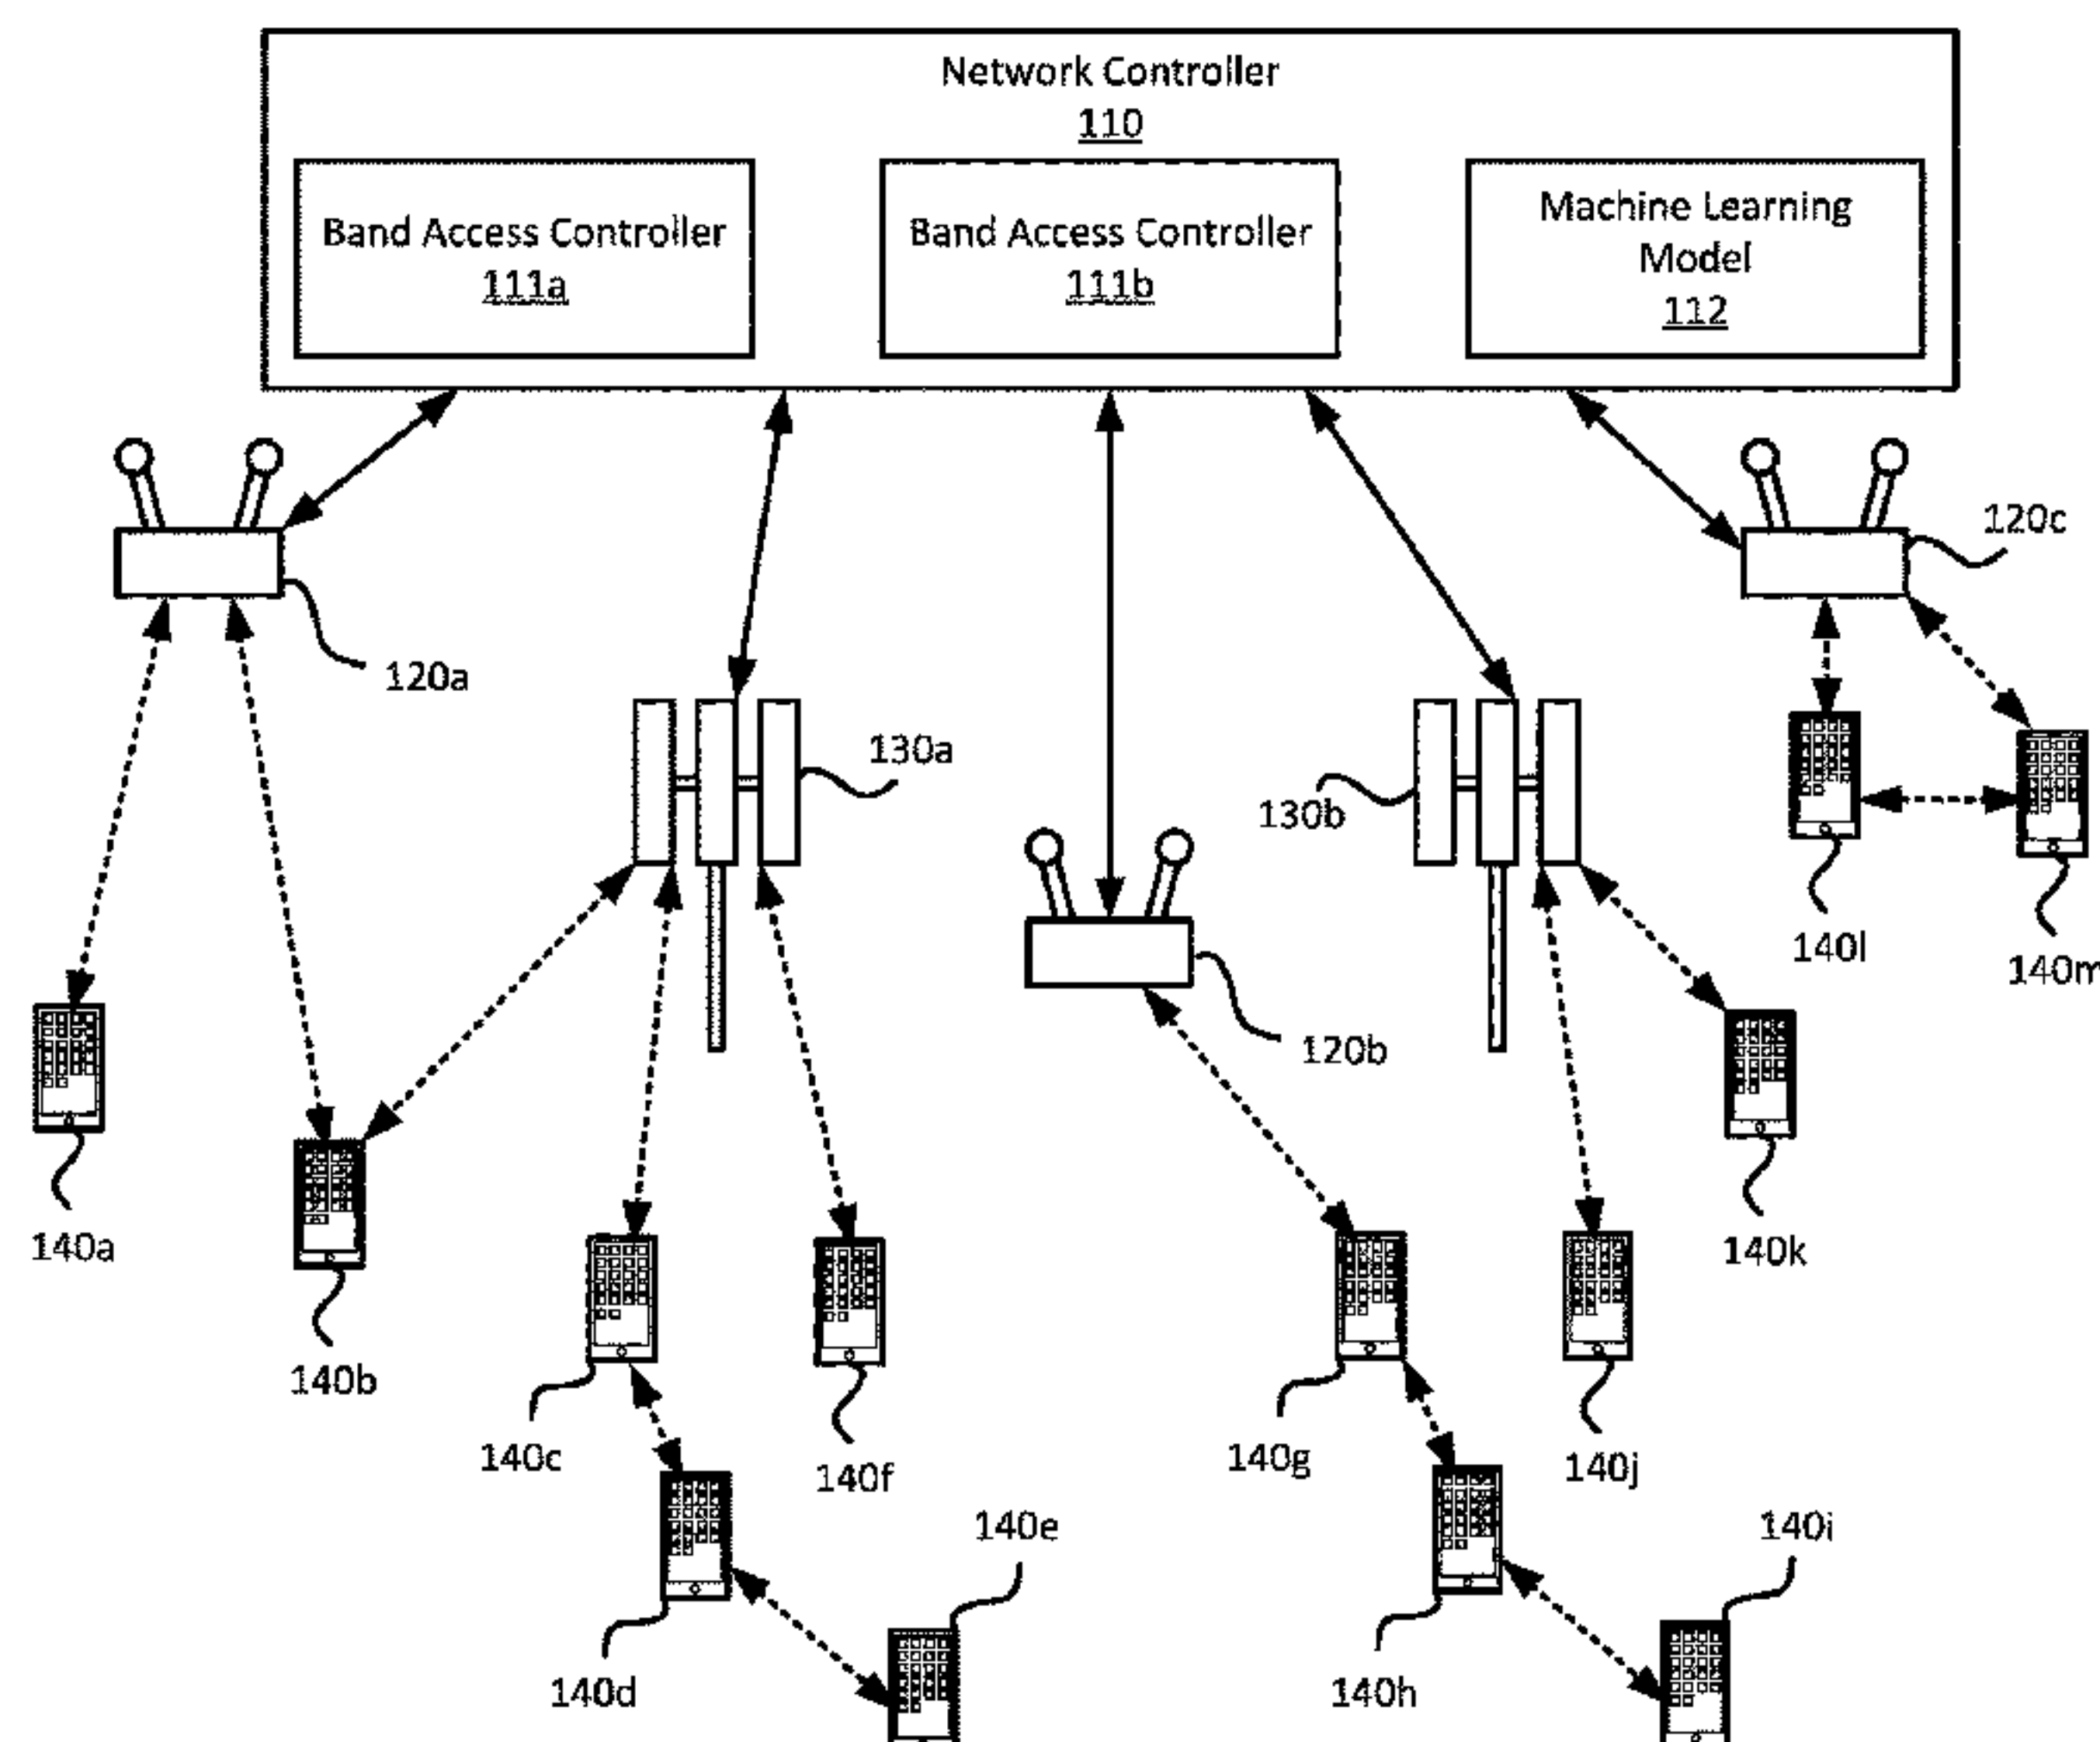 Network Controller
110
Band Access Controller
111a
Band Access Controller
111b
Machine Learning
Model
112
120c
120a
130a
130b
140l
140m
120b
140a
140k
140b
140c
140f
140g
140j
140e
140i
140d
140h